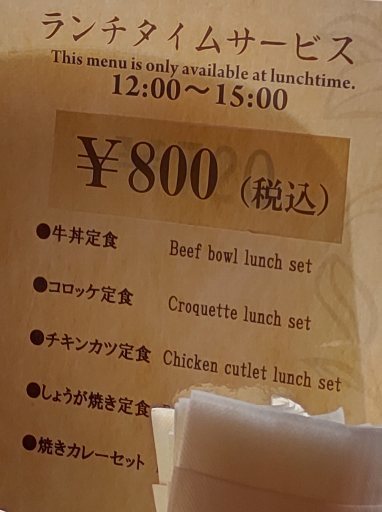 ランチタイムサービス
This menu is only available at lunchtime.
12:00～15:00
￥800 (税込)
●牛丼定食 Beef bowl lunch set
●コロッケ定食 Croquette lunch set
●チキンカツ定食 Chicken cutlet lunch set
●しょうが焼き定食
●焼きカレーセット